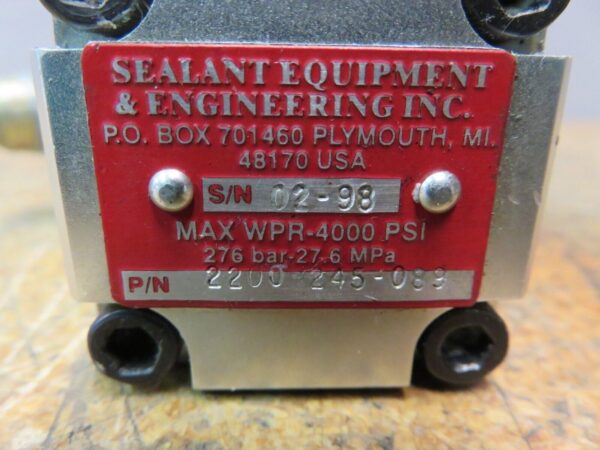 SEALANT EQUIPMENT
& ENGINEERING INC.
P.O. BOX 701460 PLYMOUTH, MI.
48170 USA
S/N 02-98
MAX WPR-4000 PSI
276 bar-27.6 MPa
P/N 2200-245-089